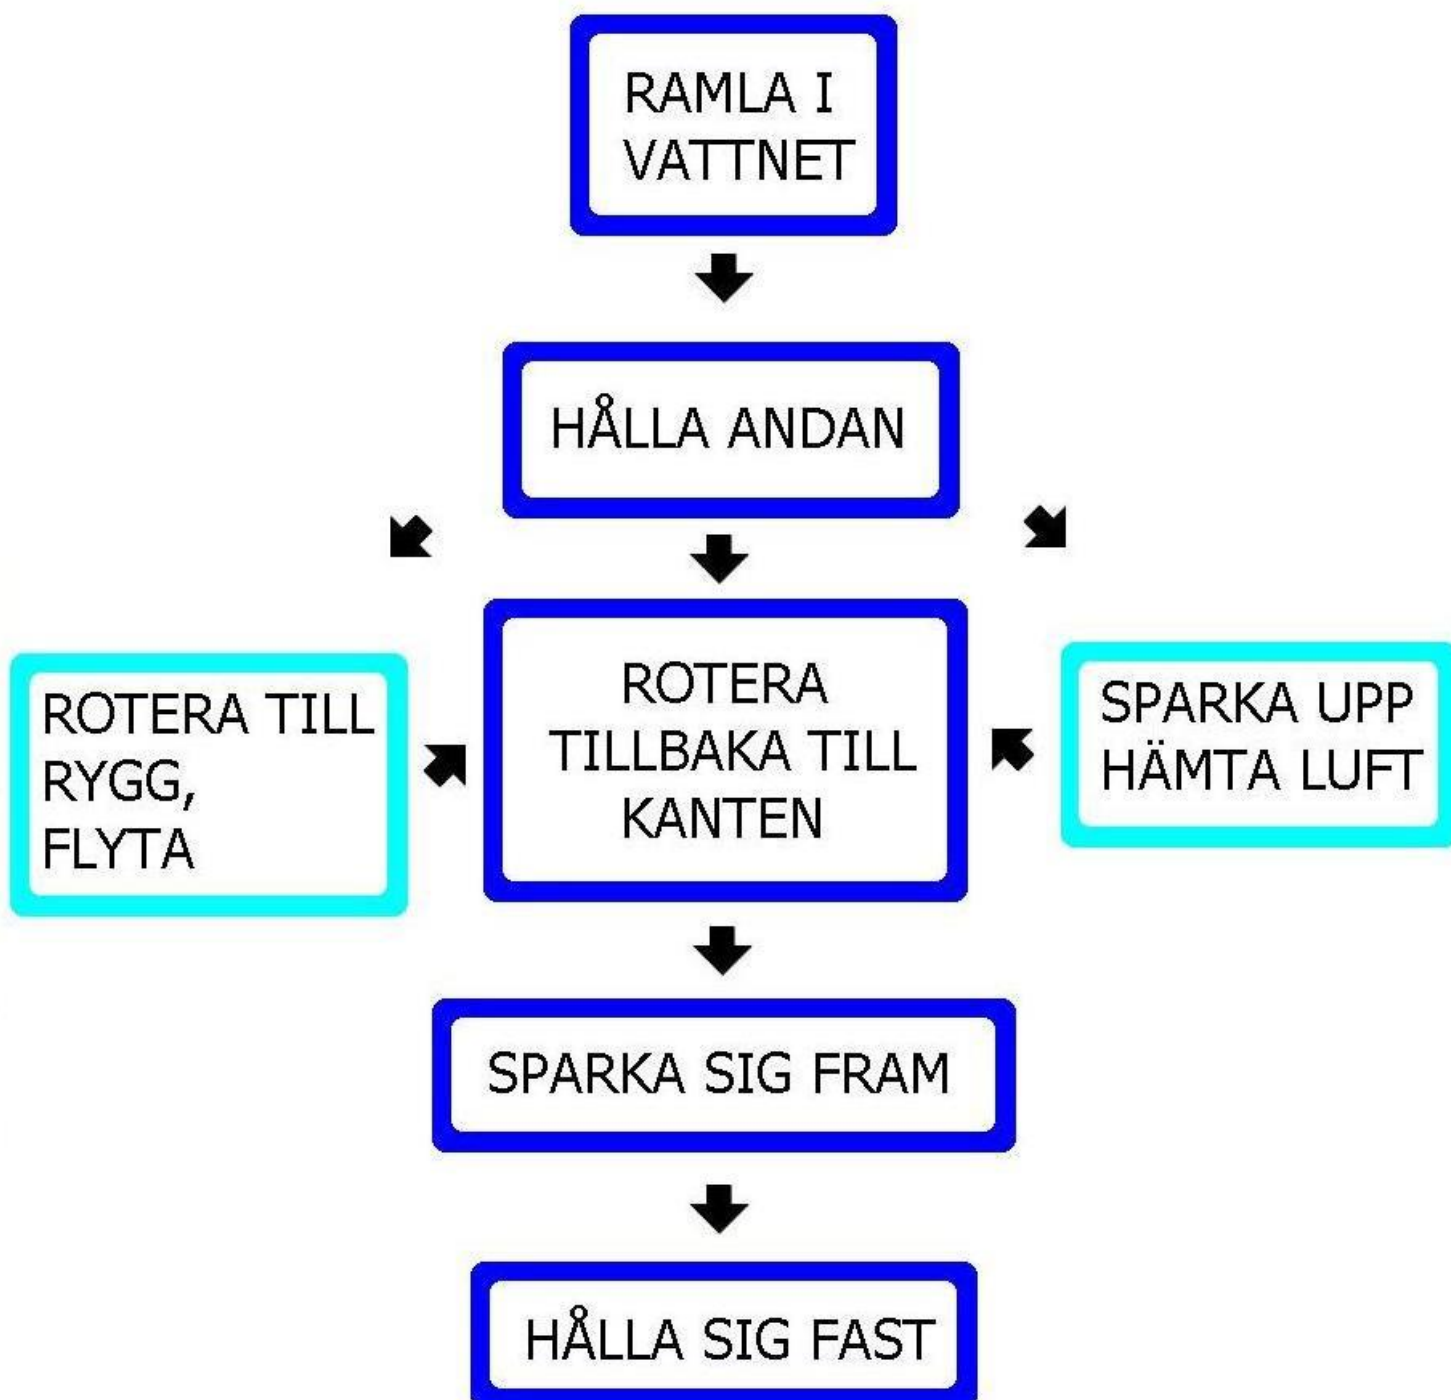 RAMLA I
VATTNET
HÅLLA ANDAN
ROTERA TILL
RYGG,
FLYTA
ROTERA
TILLBAKA TILL
KANTEN
SPARKA UPP
HÄMTA LUFT
SPARKA SIG FRAM
HÅLLA SIG FAST